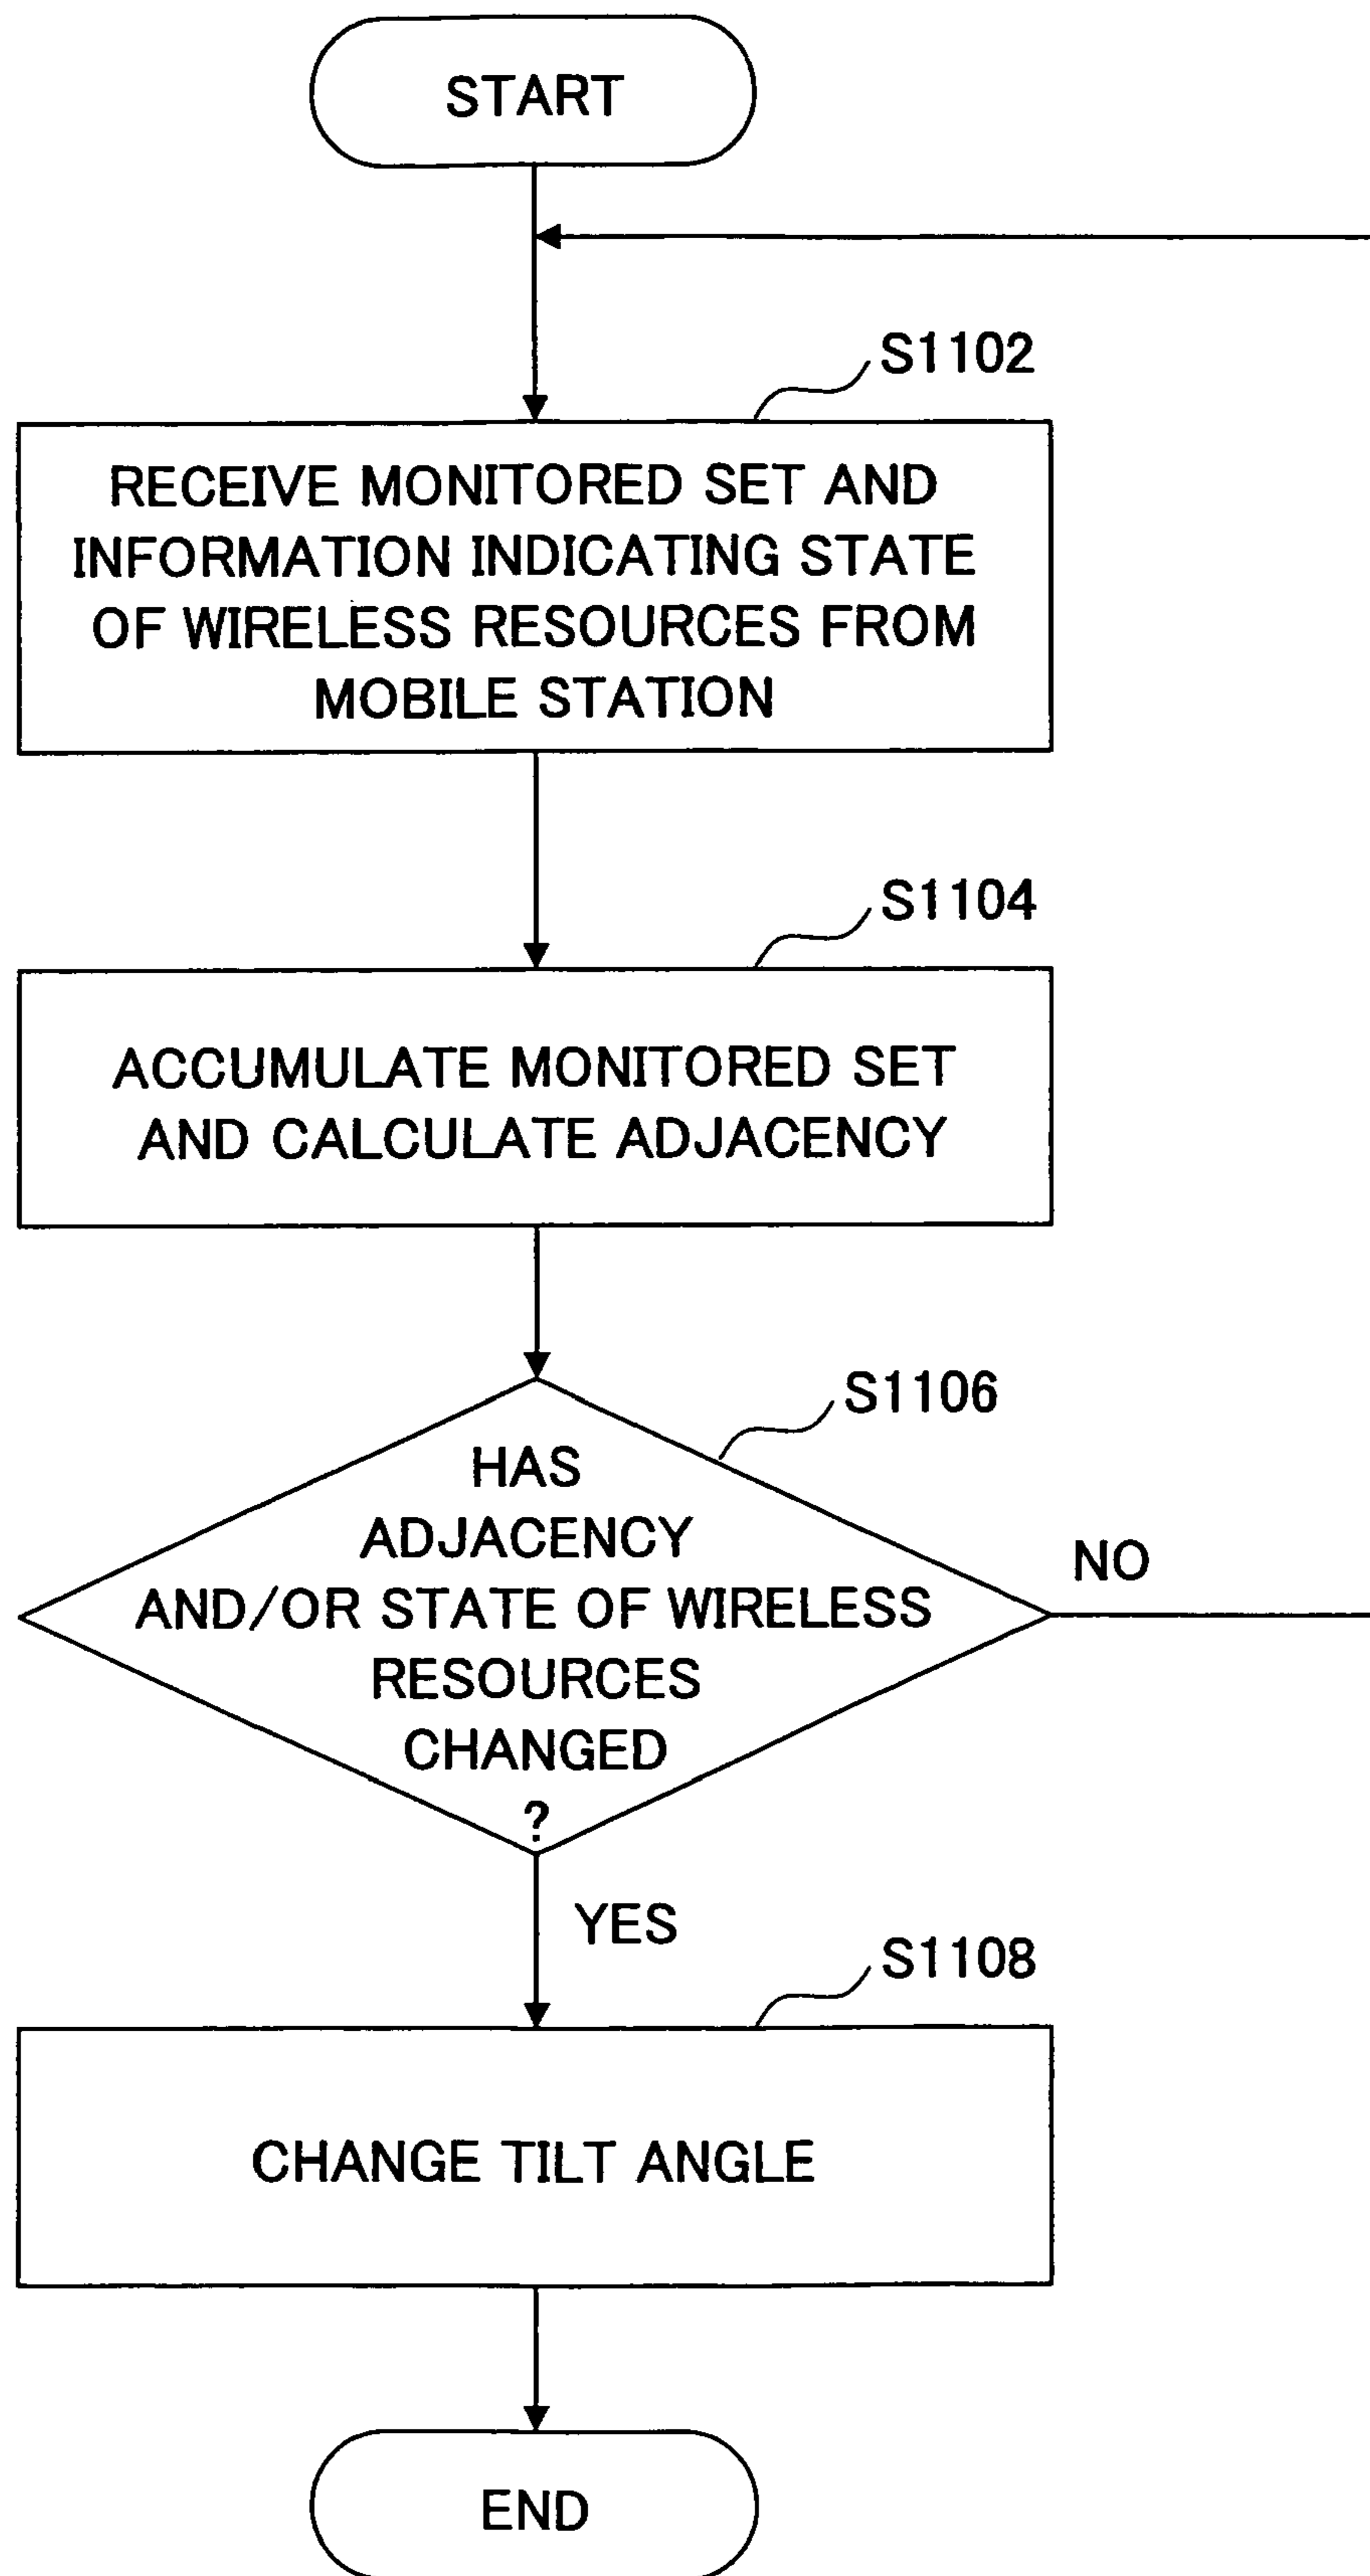 START
S1102
RECEIVE MONITORED SET AND
INFORMATION INDICATING STATE
OF WIRELESS RESOURCES FROM
MOBILE STATION
S1104
ACCUMULATE MONITORED SET
AND CALCULATE ADJACENCY
S1106
HAS
ADJACENCY
AND/OR STATE OF WIRELESS
RESOURCES
CHANGED
?
NO
YES
S1108
CHANGE TILT ANGLE
END